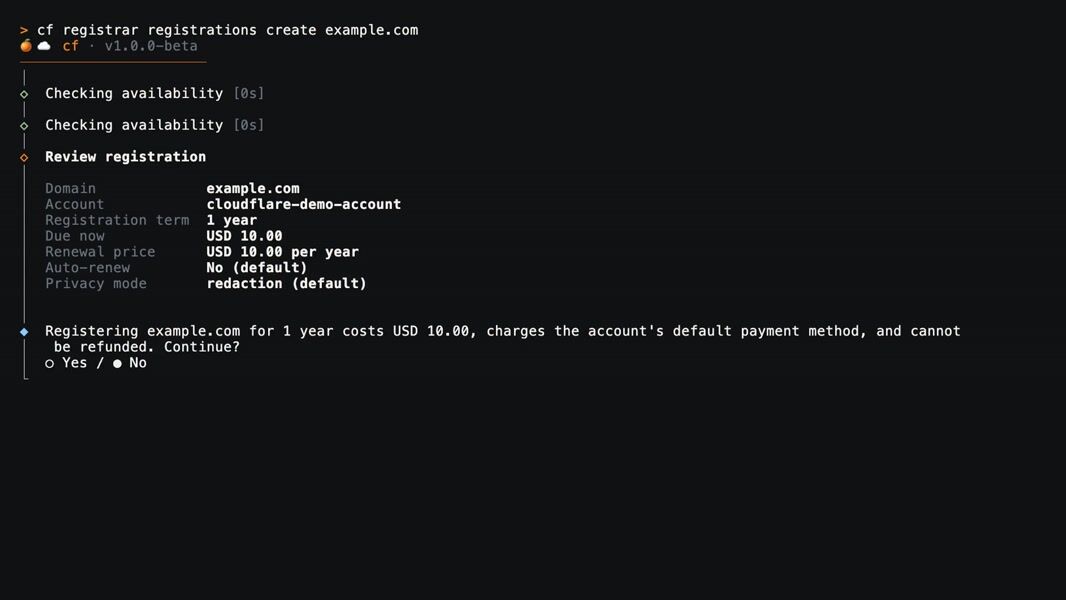 > cf registrar registrations create example.com
🍊☁️ cf · v1.0.0-beta
Checking availability [0s]
Checking availability [0s]
Review registration
Domain example.com
Account cloudflare-demo-account
Registration term 1 year
Due now USD 10.00
Renewal price USD 10.00 per year
Auto-renew No (default)
Privacy mode redaction (default)
Registering example.com for 1 year costs USD 10.00, charges the account's default payment method, and cannot
be refunded. Continue?
○ Yes / ● No